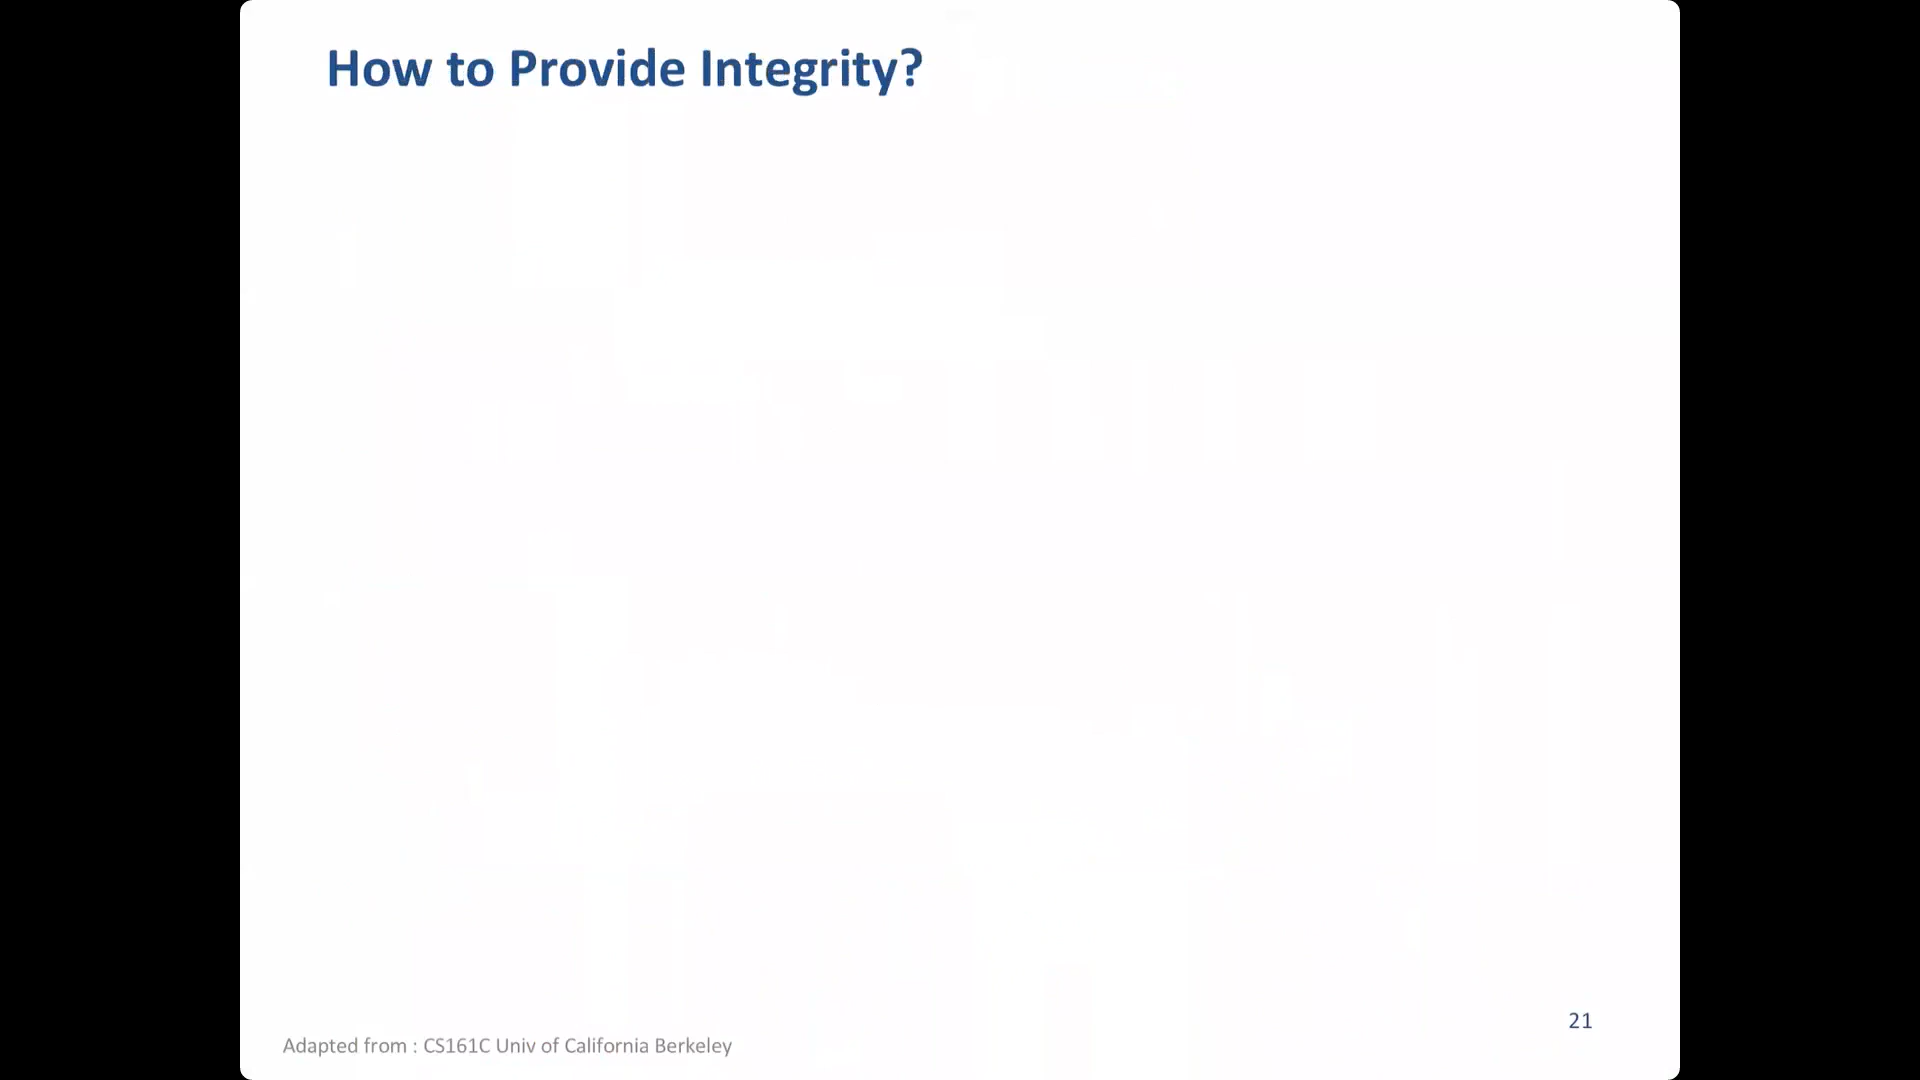 How to Provide Integrity?
21
Adapted from : CS161C Univ of California Berkeley